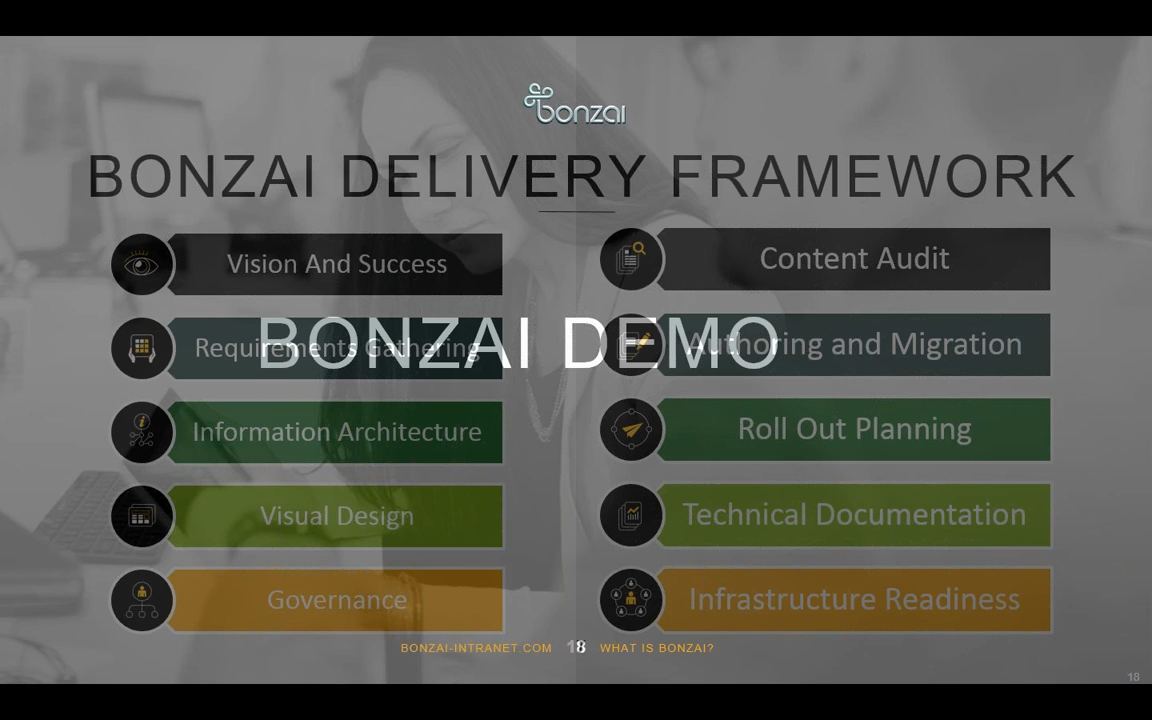 bonzai
BONZAI DELIVERY FRAMEWORK
Vision And Success
Content Audit
BONZAI DEMO
Requirements Gathering
Authoring and Migration
Information Architecture
Roll Out Planning
Visual Design
Technical Documentation
Governance
Infrastructure Readiness
BONZAI-INTRANET.COM 18 WHAT IS BONZAI?
18